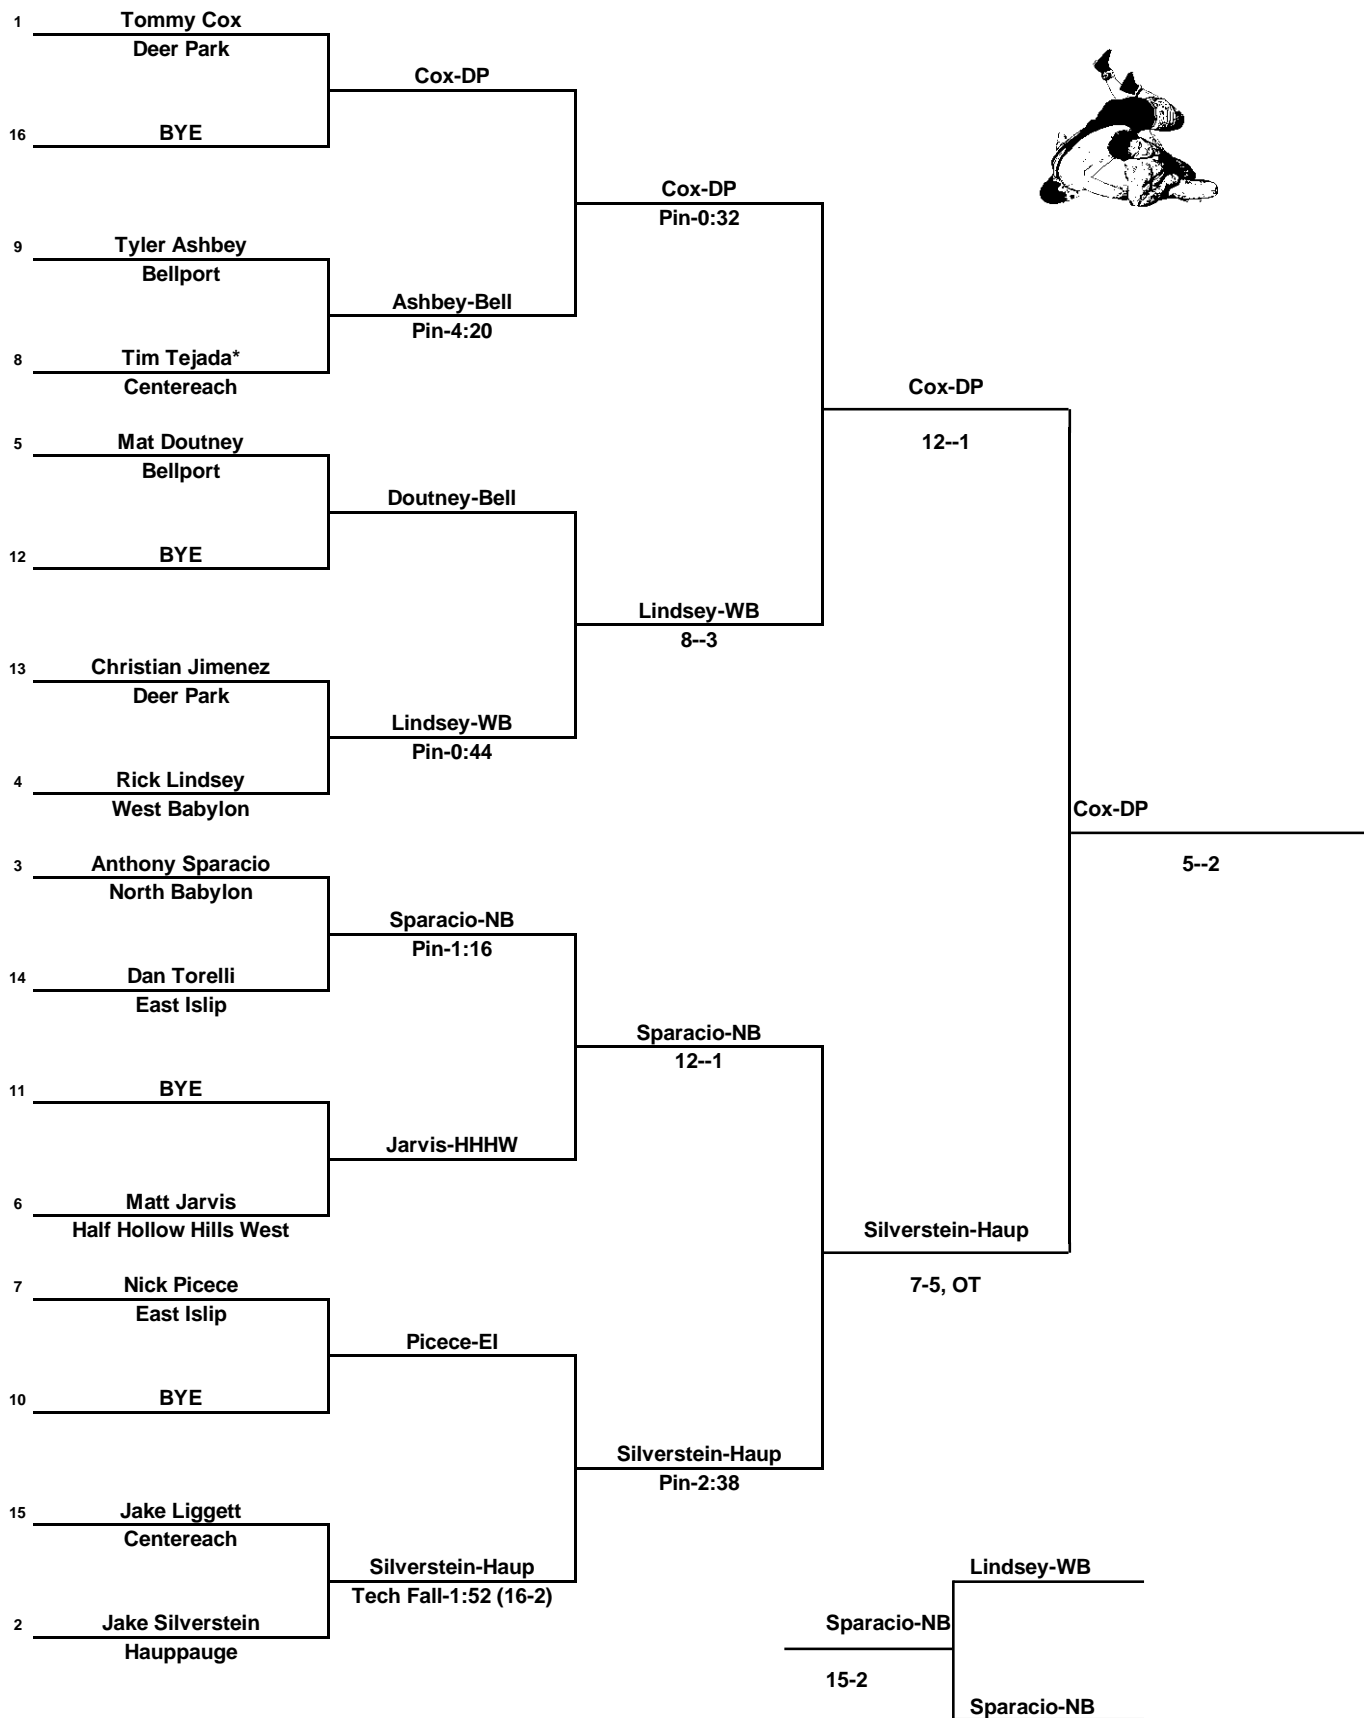 1
Tommy Cox
Deer Park
Cox-DP
16
BYE
Cox-DP
Pin-0:32
9
Tyler Ashbey
Bellport
Ashbey-Bell
Pin-4:20
8
Tim Tejada*
Centereach
Cox-DP
12--1
5
Mat Doutney
Bellport
Doutney-Bell
12
BYE
Lindsey-WB
8--3
13
Christian Jimenez
Deer Park
Lindsey-WB
Pin-0:44
4
Rick Lindsey
West Babylon
Cox-DP
5--2
3
Anthony Sparacio
North Babylon
Sparacio-NB
Pin-1:16
14
Dan Torelli
East Islip
Sparacio-NB
12--1
11
BYE
Jarvis-HHHW
6
Matt Jarvis
Half Hollow Hills West
Silverstein-Haup
7-5, OT
7
Nick Picece
East Islip
Picece-EI
10
BYE
Silverstein-Haup
Pin-2:38
15
Jake Liggett
Centereach
Silverstein-Haup
Tech Fall-1:52 (16-2)
2
Jake Silverstein
Hauppauge
Lindsey-WB
Sparacio-NB
15-2
Sparacio-NB